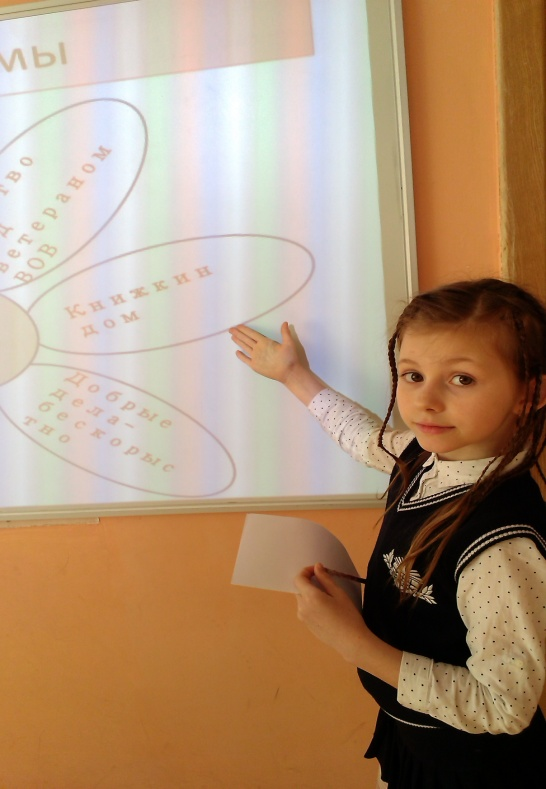 МЫ
тво
д
ветераном
ВОВ
Книжкин
дом
Добрые
дела–
бескорыс
тно